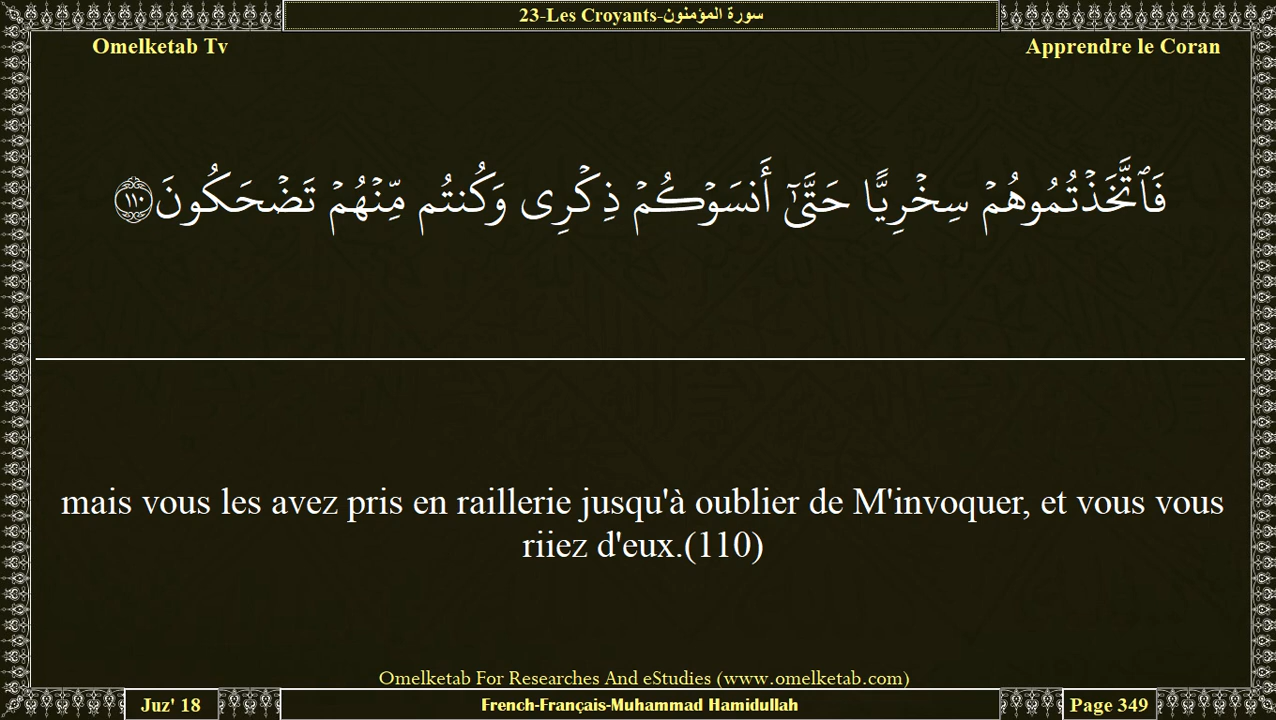 23-Les Croyants-سورة المؤمنون
Omelketab Tv
Apprendre le Coran
فَٱتَّخَذۡتُمُوهُمۡ سِخۡرِيًّا حَتَّىٰٓ أَنسَوۡكُمۡ ذِكۡرِى وَكُنتُم مِّنۡهُمۡ تَضۡحَكُونَ ١١٠
mais vous les avez pris en raillerie jusqu'à oublier de M'invoquer, et vous vous
riiez d'eux.(110)
Omelketab For Researches And eStudies (www.omelketab.com)
Juz' 18
French-Français-Muhammad Hamidullah
Page 349